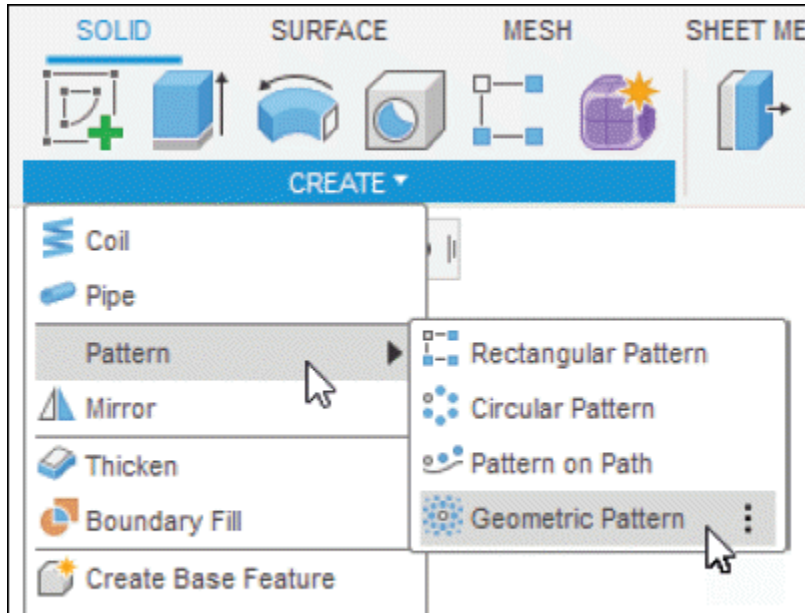 SOLID SURFACE MESH SHEET ME
CREATE
Coil
Pipe
Pattern
Rectangular Pattern
Mirror
Circular Pattern
Thicken
Pattern on Path
Boundary Fill
Geometric Pattern
Create Base Feature